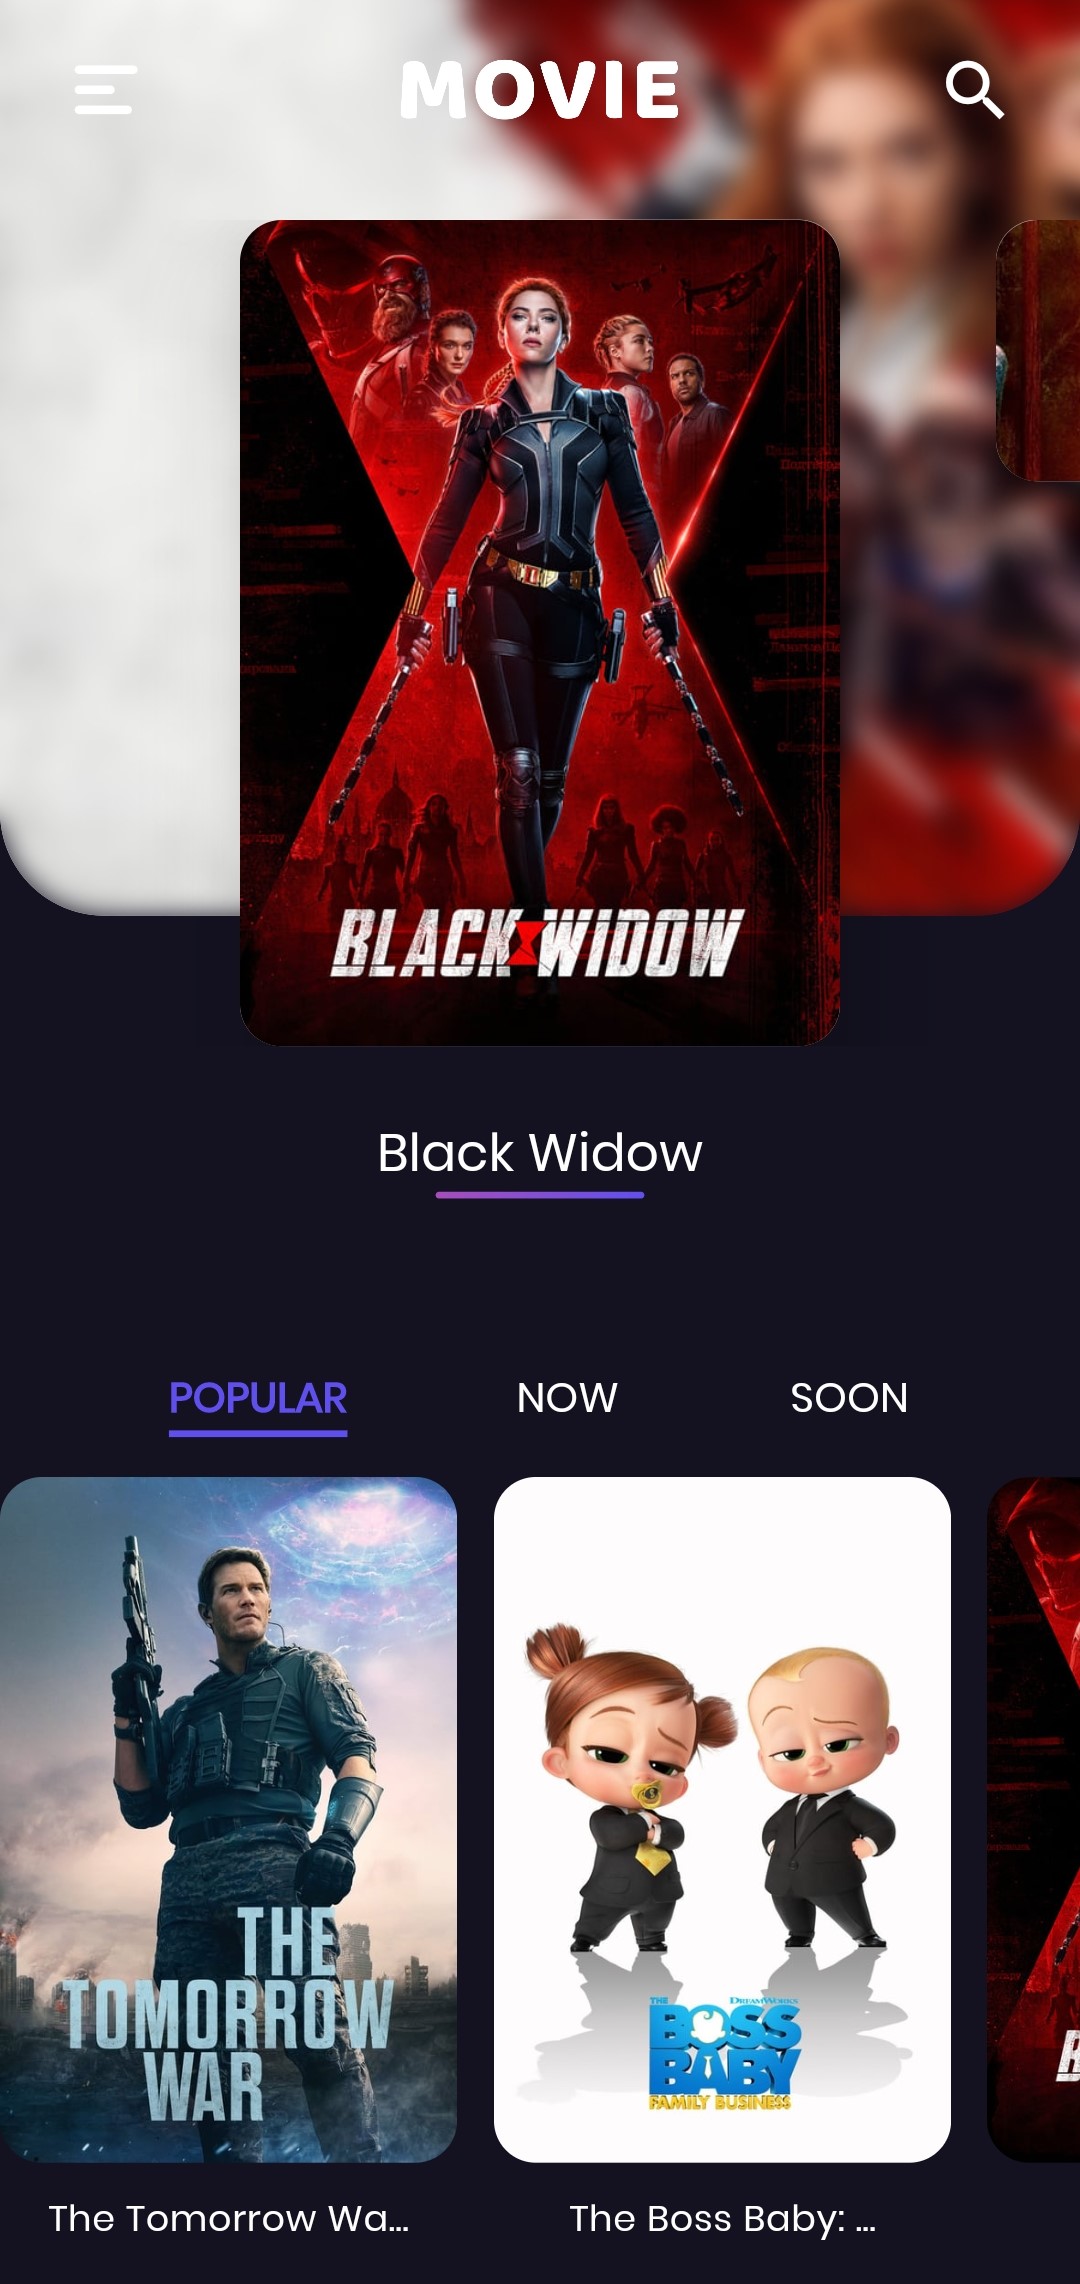 MOVIE
BLACK WIDOW
Black Widow
POPULAR
NOW
SOON
THE
TOMORROW
WAR
THE
DREAMWORKS
BOSS
BABY
FAMILY BUSINESS
The Tomorrow Wa...
The Boss Baby: ...